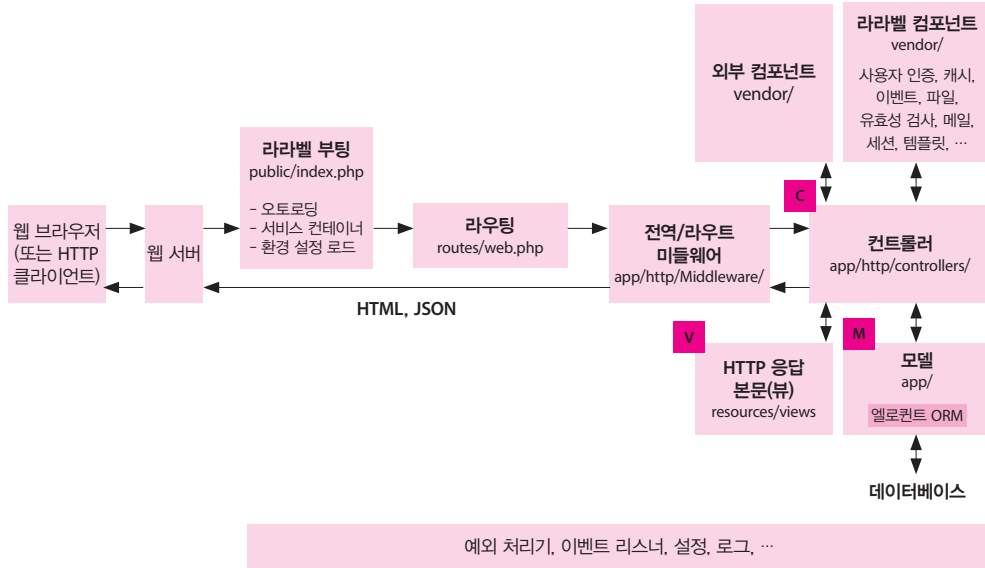 외부 컴포넌트
vendor/
라라벨 컴포넌트
vendor/
사용자 인증, 캐시,
이벤트, 파일,
유효성 검사, 메일,
세션, 템플릿, …
라라벨 부팅
public/index.php
- 오토로딩
- 서비스 컨테이너
- 환경 설정 로드
웹 브라우저
(또는 HTTP
클라이언트)
웹 서버
라우팅
routes/web.php
전역/라우트
미들웨어
app/http/Middleware/
C
컨트롤러
app/http/controllers/
HTML, JSON
V
HTTP 응답
본문(뷰)
resources/views
M
모델
app/
엘로퀀트 ORM
데이터베이스
예외 처리기, 이벤트 리스너, 설정, 로그, …